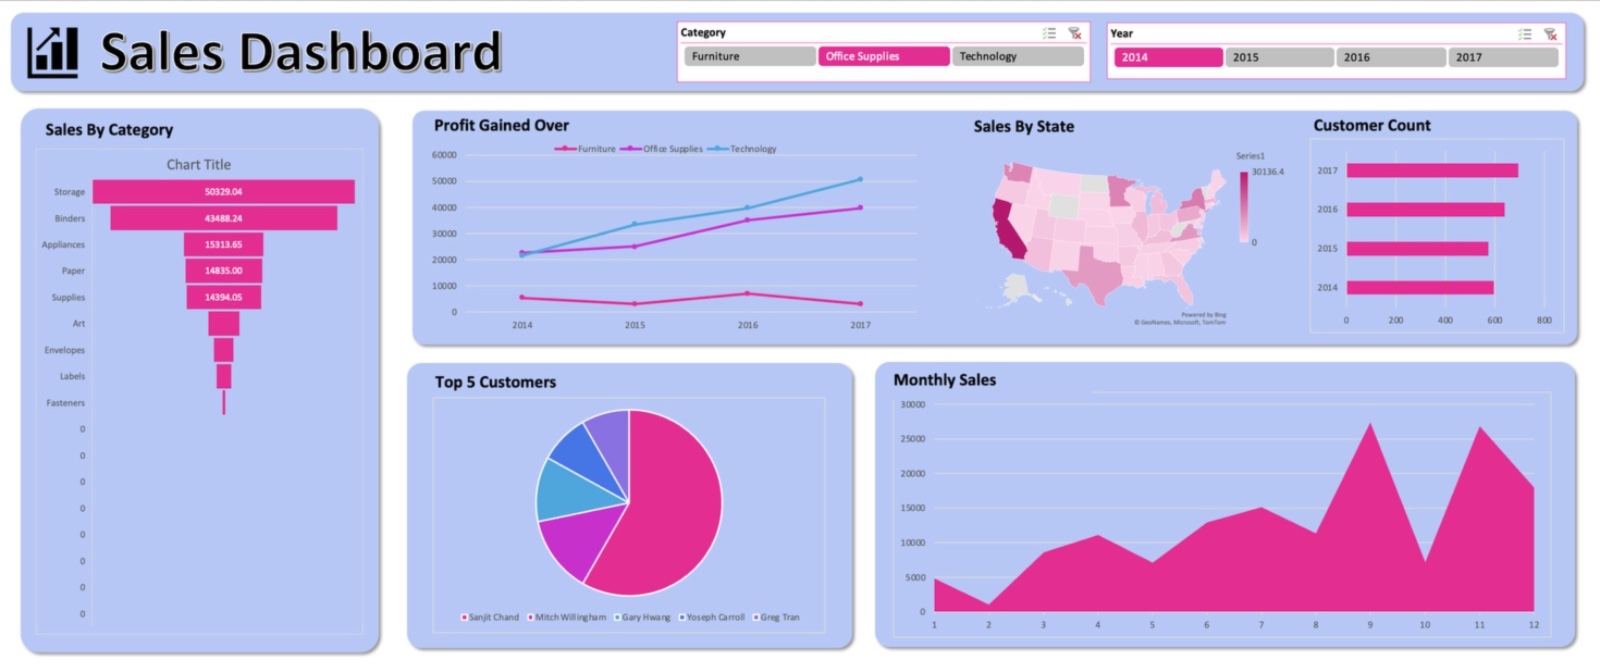 Sales Dashboard
Category
Furniture
Office Supplies
Technology
Year
2014
2015
2016
2017
Sales By Category
Chart Title
Storage 50329.04
Binders 43488.24
Appliances 15313.65
Paper 14835.00
Supplies 14394.05
Art
Envelopes
Labels
Fasteners
0
0
0
0
0
0
0
0
Profit Gained Over
Furniture Office Supplies Technology
60000
50000
40000
30000
20000
10000
0
2014 2015 2016 2017
Sales By State
Series1
30136.4
0
Powered by Bing
© GeoNames, Microsoft, TomTom
Customer Count
2017
2016
2015
2014
0 200 400 600 800
Top 5 Customers
Sanjit Chand Mitch Willingham Gary Hwang Yoseph Carroll Greg Tran
Monthly Sales
30000
25000
20000
15000
10000
5000
0
1 2 3 4 5 6 7 8 9 10 11 12